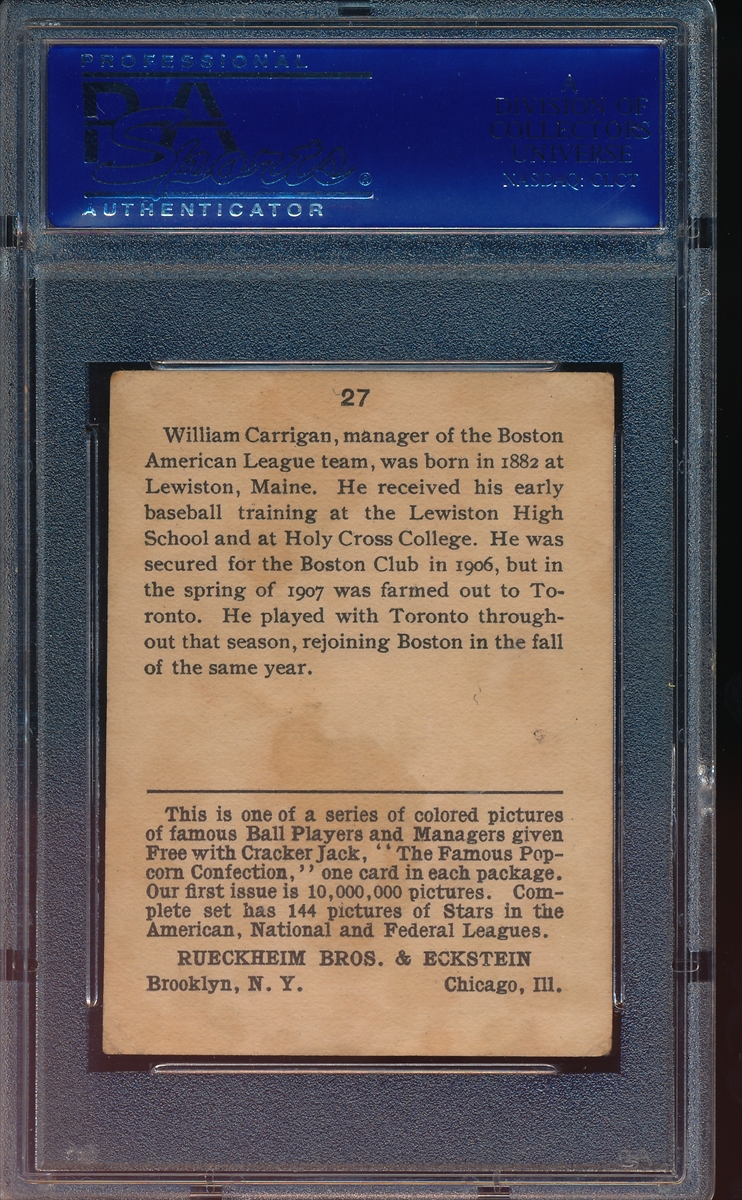 PROFESSIONAL
PSA
Sports®
AUTHENTICATOR
A
DIVISION OF
COLLECTORS
UNIVERSE
NASDAQ: CLCT
27
William Carrigan, manager of the Boston
American League team, was born in 1882 at
Lewiston, Maine. He received his early
baseball training at the Lewiston High
School and at Holy Cross College. He was
secured for the Boston Club in 1906, but in
the spring of 1907 was farmed out to To-
ronto. He played with Toronto through-
out that season, rejoining Boston in the fall
of the same year.
This is one of a series of colored pictures
of famous Ball Players and Managers given
Free with Cracker Jack, “The Famous Pop-
corn Confection,” one card in each package.
Our first issue is 10,000,000 pictures. Com-
plete set has 144 pictures of Stars in the
American, National and Federal Leagues.
RUECKHEIM BROS. & ECKSTEIN
Brooklyn, N. Y. Chicago, Ill.